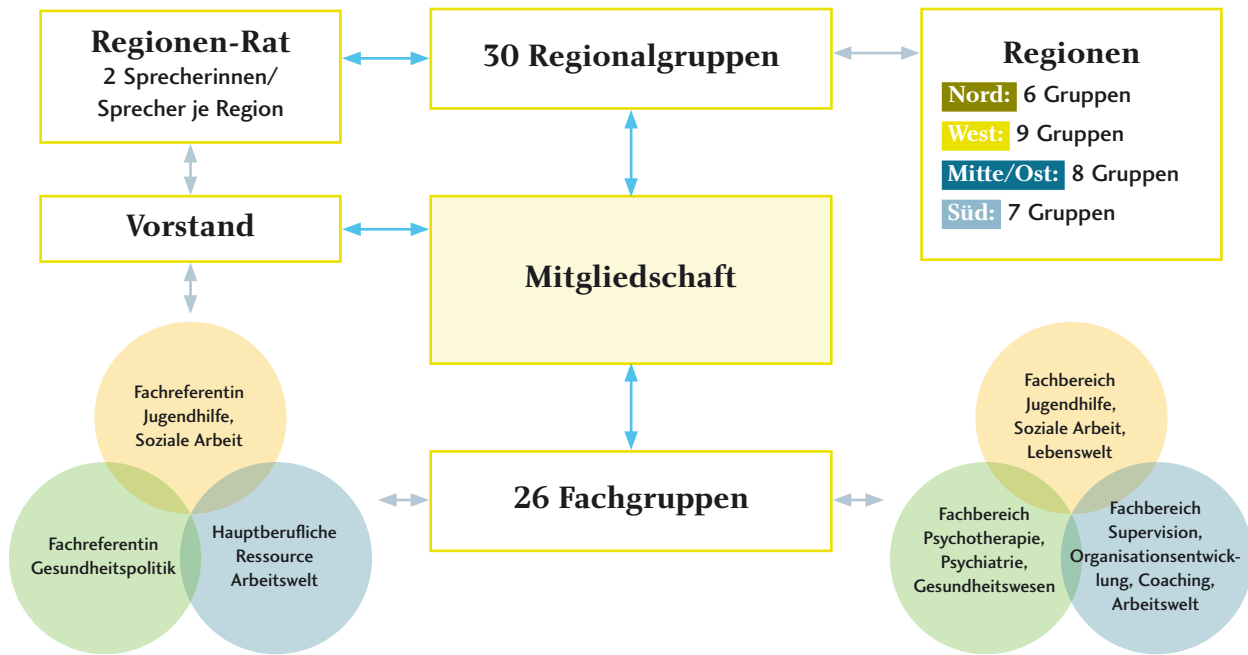 Regionen-Rat
2 Sprecherinnen/
Sprecher je Region
30 Regionalgruppen
Regionen
Nord: 6 Gruppen
West: 9 Gruppen
Mitte/Ost: 8 Gruppen
Süd: 7 Gruppen
Vorstand
Mitgliedschaft
Fachreferentin
Jugendhilfe,
Soziale Arbeit
Fachreferentin
Gesundheitspolitik
Hauptberufliche
Ressource
Arbeitswelt
26 Fachgruppen
Fachbereich
Jugendhilfe,
Soziale Arbeit,
Lebenswelt
Fachbereich
Psychotherapie,
Psychiatrie,
Gesundheitswesen
Fachbereich
Supervision,
Organisationsentwick-
lung, Coaching,
Arbeitswelt